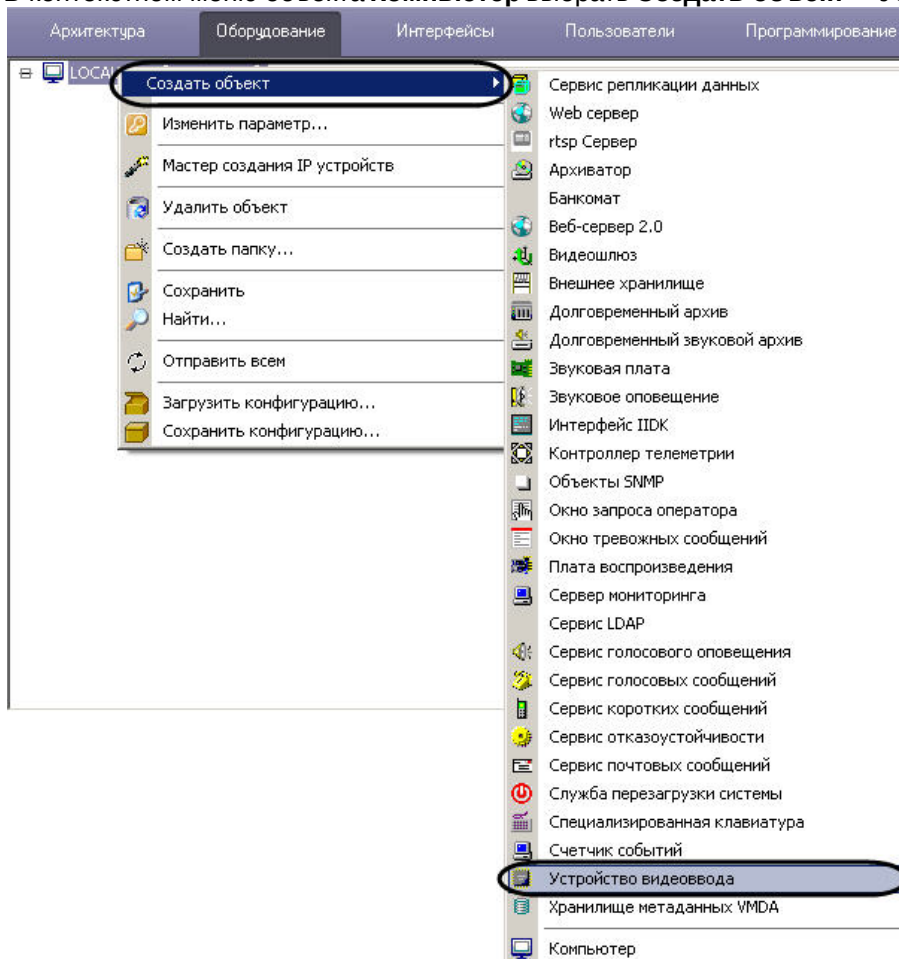 Архитектура Оборудование Интерфейсы Пользователи Программирование
LOCAL
Создать объект
Изменить параметр...
Мастер создания IP устройств
Удалить объект
Создать папку...
Сохранить
Найти...
Отправить всем
Загрузить конфигурацию...
Сохранить конфигурацию...
Сервис репликации данных
Web сервер
rtsp Сервер
Архиватор
Банкомат
Веб-сервер 2.0
Видеошлюз
Внешнее хранилище
Долговременный архив
Долговременный звуковой архив
Звуковая плата
Звуковое оповещение
Интерфейс IIDK
Контроллер телеметрии
Объекты SNMP
Окно запроса оператора
Окно тревожных сообщений
Плата воспроизведения
Сервер мониторинга
Сервис LDAP
Сервис голосового оповещения
Сервис голосовых сообщений
Сервис коротких сообщений
Сервис отказоустойчивости
Сервис почтовых сообщений
Служба перезагрузки системы
Специализированная клавиатура
Счетчик событий
Устройство видеоввода
Хранилище метаданных VMDA
Компьютер